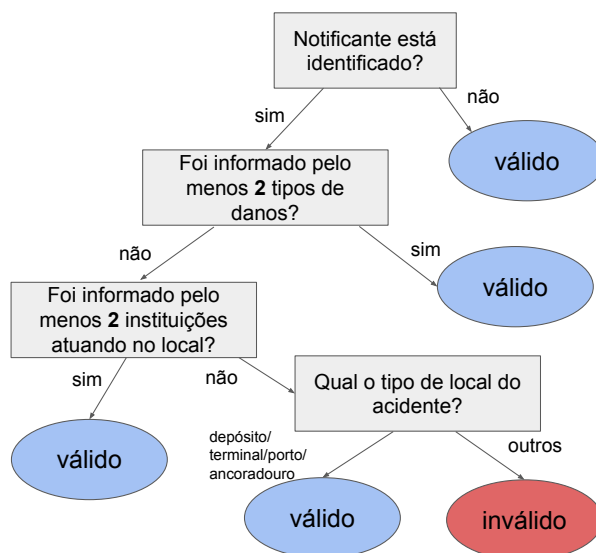 Notificante está
identificado?
sim
não
válido
Foi informado pelo
menos 2 tipos de
danos?
não
sim
válido
Foi informado pelo
menos 2 instituições
atuando no local?
sim
não
válido
Qual o tipo de local do
acidente?
depósito/
terminal/porto/
ancoradouro
outros
válido
inválido